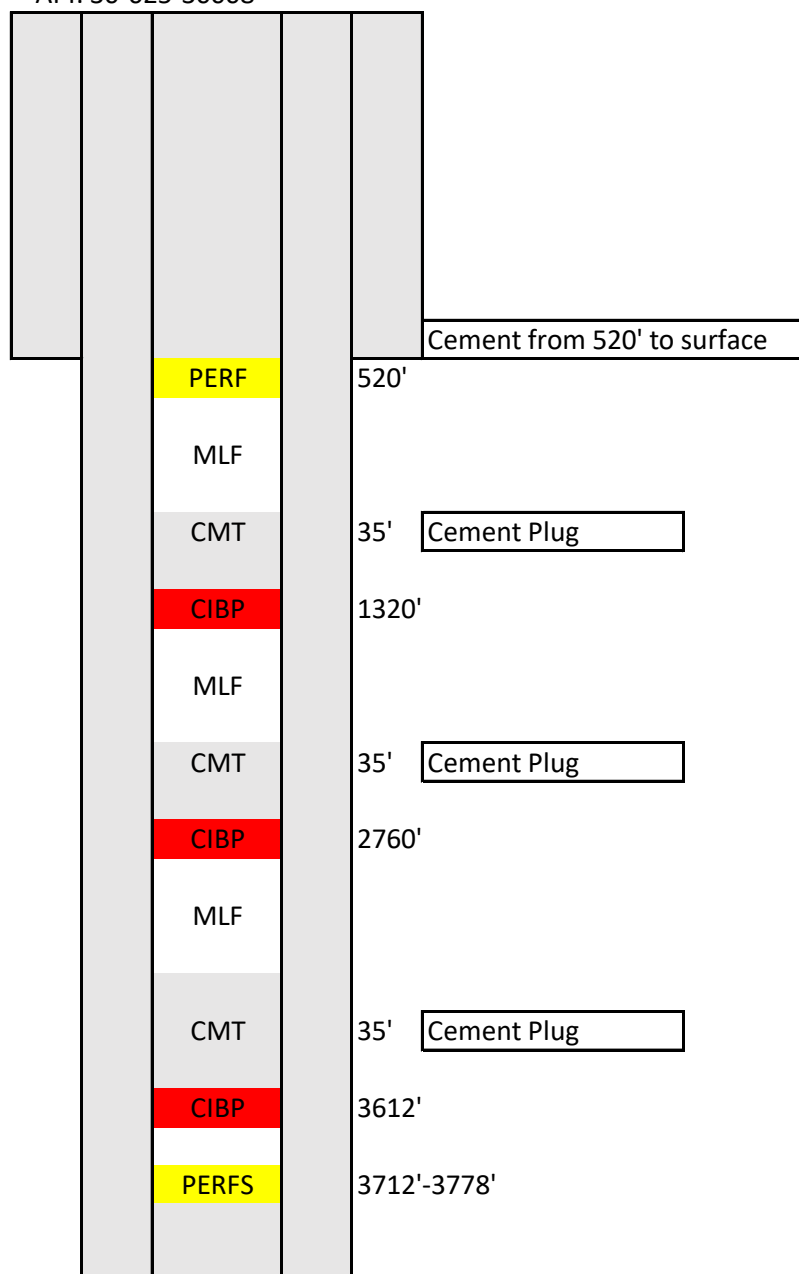 Cement from 520' to surface
PERF 520'
MLF
CMT 35' Cement Plug
CIBP 1320'
MLF
CMT 35' Cement Plug
CIBP 2760'
MLF
CMT 35' Cement Plug
CIBP 3612'
PERFS 3712'-3778'